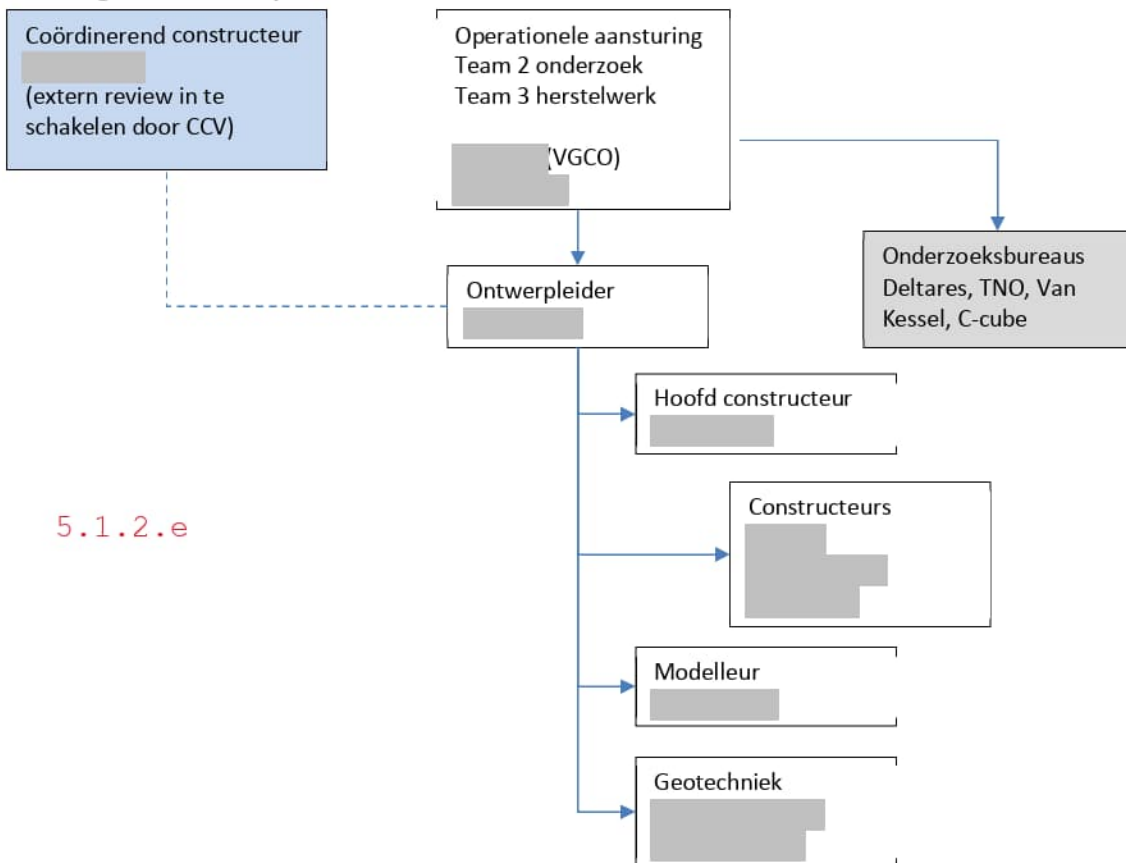 Coördinerend constructeur
(extern review in te
schakelen door CCV)
Operationele aansturing
Team 2 onderzoek
Team 3 herstelwerk
(VGCO)
Onderzoeksbureaus
Deltares, TNO, Van
Kessel, C-cube
Ontwerpleider
Hoofd constructeur
Constructeurs
5.1.2.e
Modelleur
Geotechniek